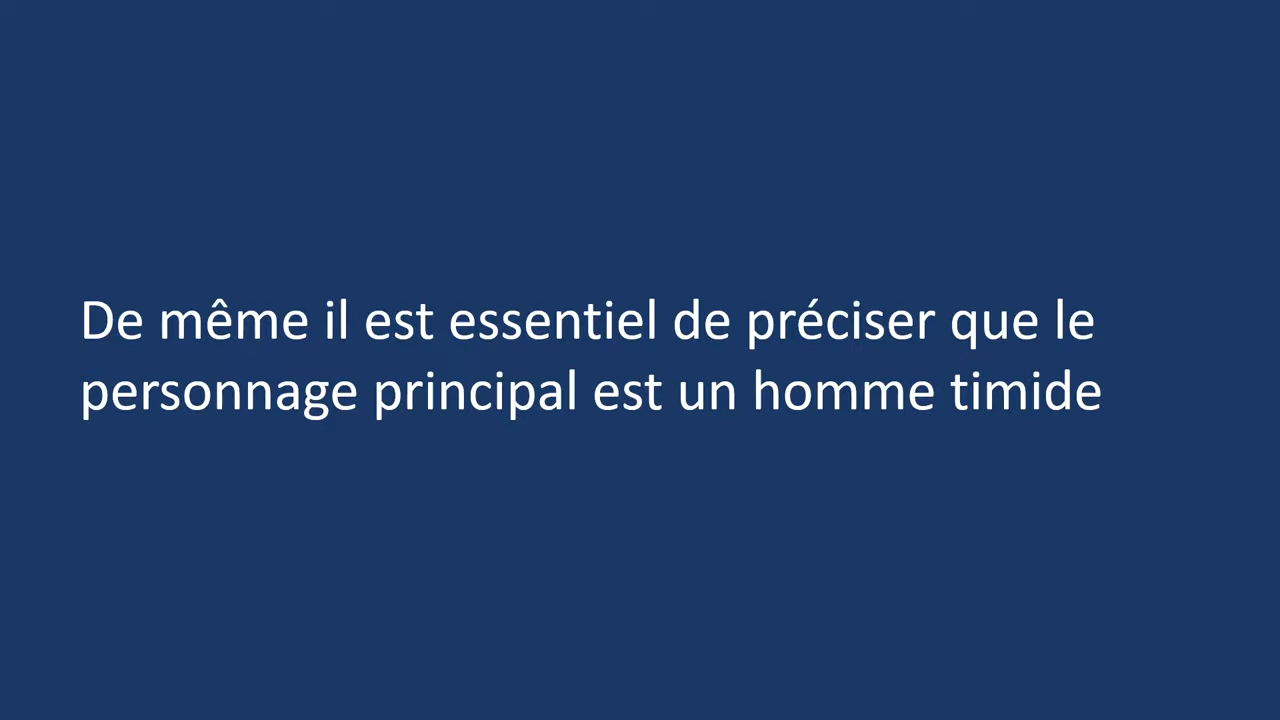 De même il est essentiel de préciser que le
personnage principal est un homme timide